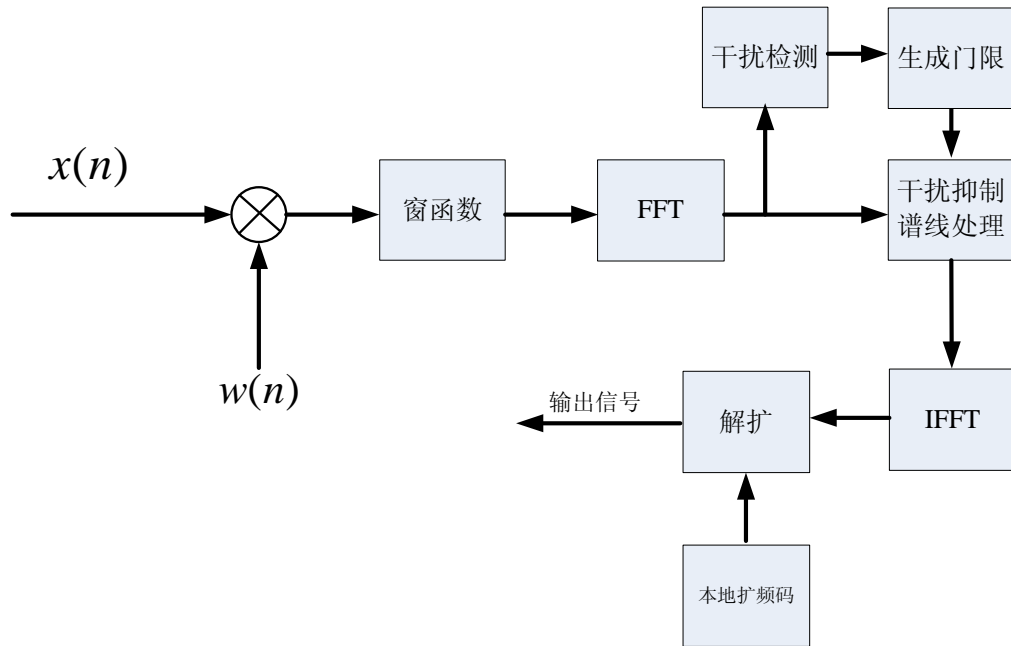 干扰检测
生成门限
x(n)
窗函数
FFT
干扰抑制
谱线处理
w(n)
输出信号
解扩
IFFT
本地扩频码